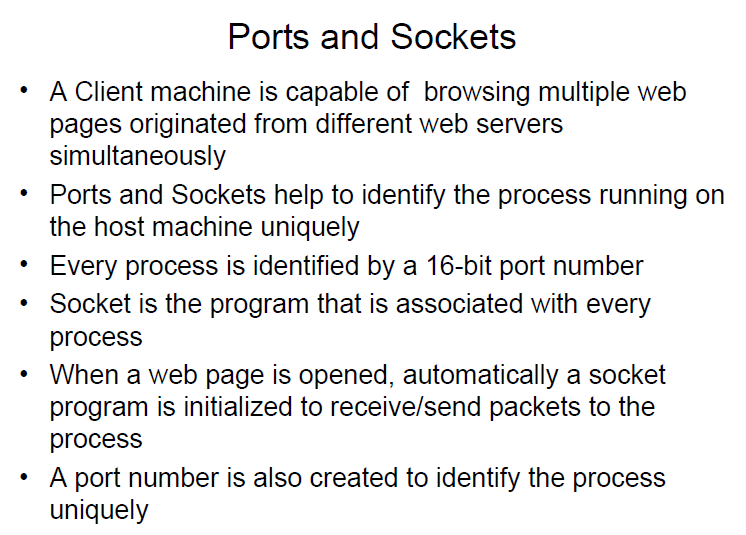 Ports and Sockets
• A Client machine is capable of  browsing multiple web
pages originated from different web servers
simultaneously
• Ports and Sockets help to identify the process running on
the host machine uniquely
• Every process is identified by a 16-bit port number
• Socket is the program that is associated with every
process
• When a web page is opened, automatically a socket
program is initialized to receive/send packets to the
process
• A port number is also created to identify the process
uniquely